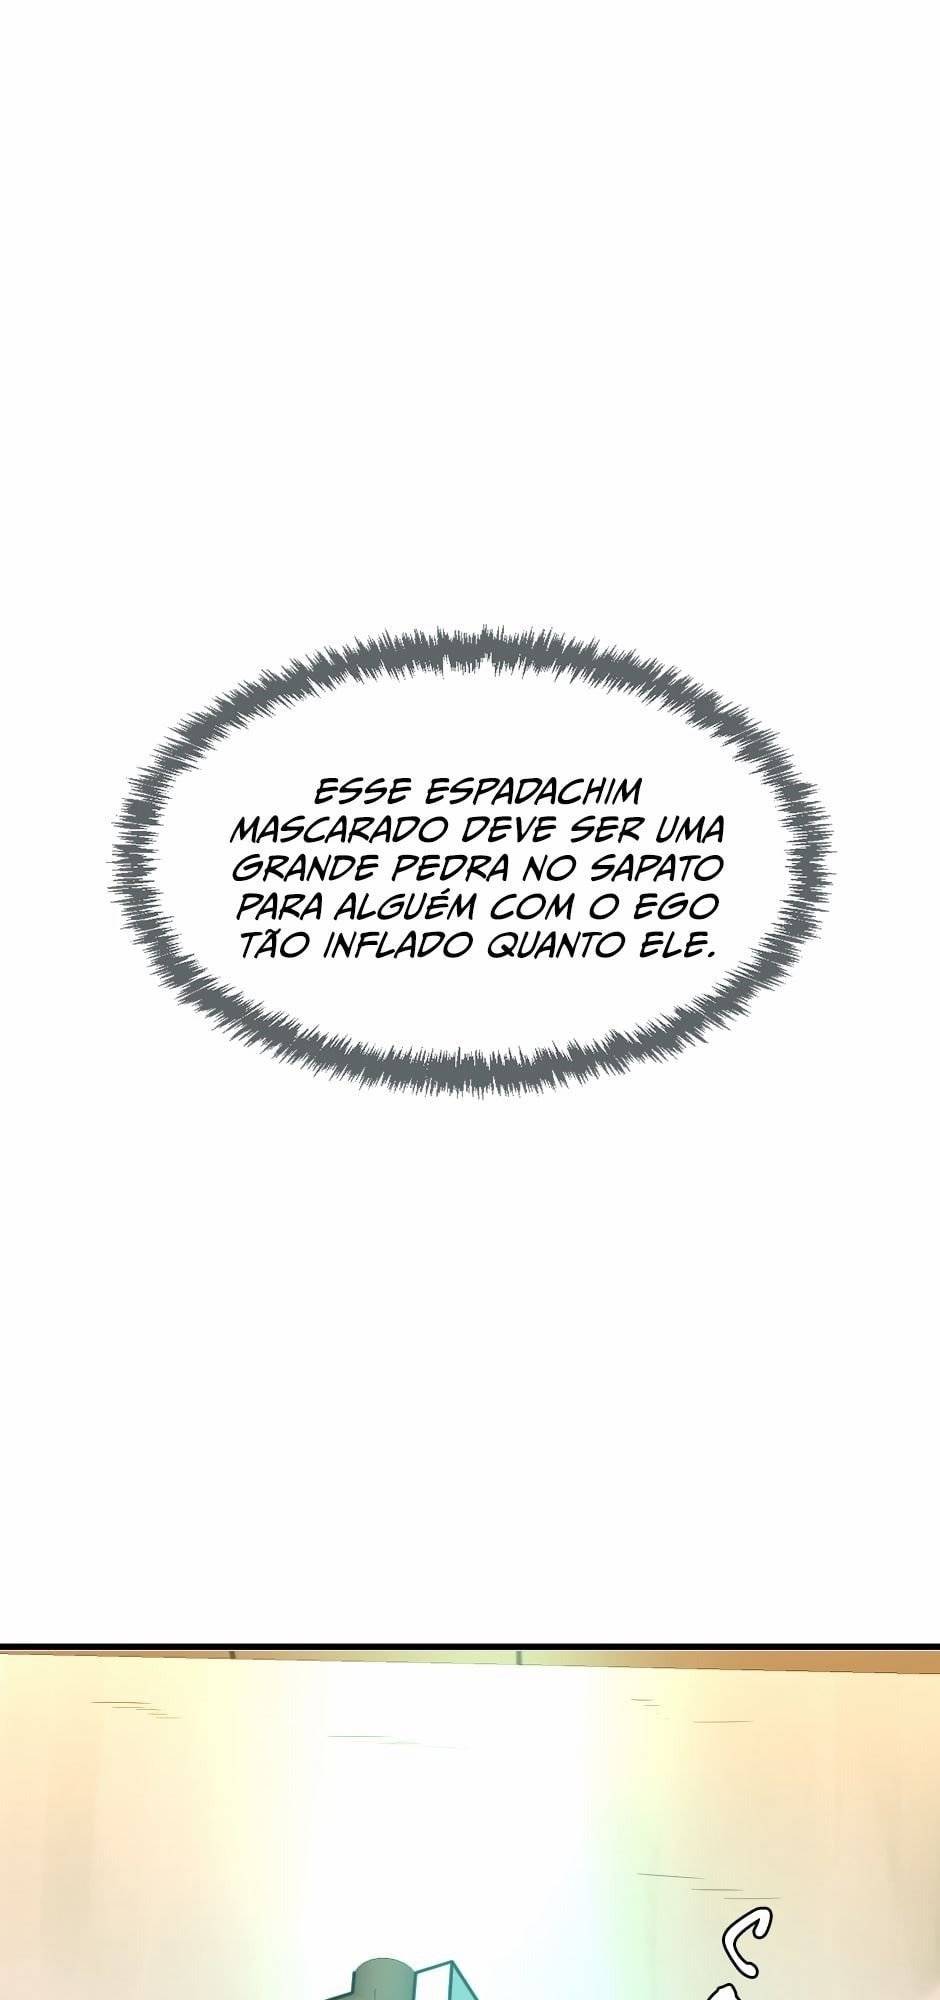 ESSE ESPADACHIM
MASCARADO DEVE SER UMA
GRANDE PEDRA NO SAPATO
PARA ALGUÉM COM O EGO
TÃO INFLADO QUANTO ELE.